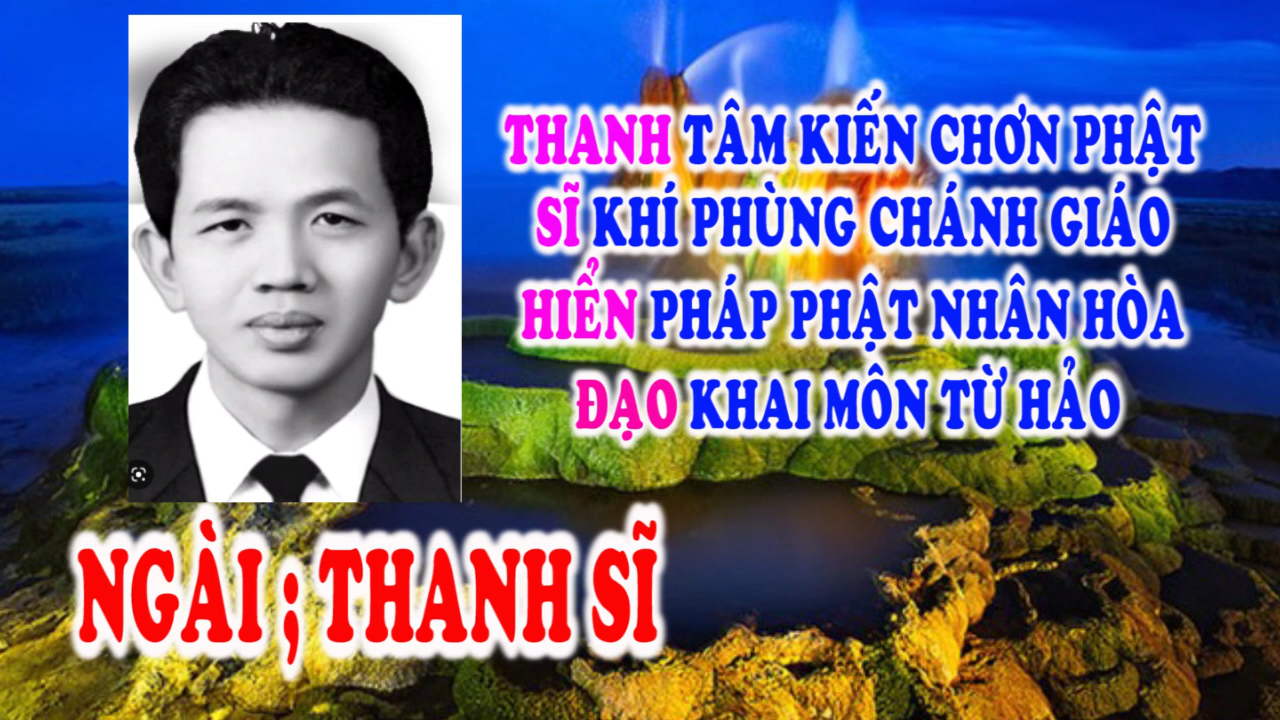 THANH TÂM KIẾN CHƠN PHẬT
SĨ KHÍ PHÙNG CHÁNH GIÁO
HIỂN PHÁP PHẬT NHÂN HÒA
ĐẠO KHAI MÔN TỪ HẢO
NGÀI ; THANH SĨ